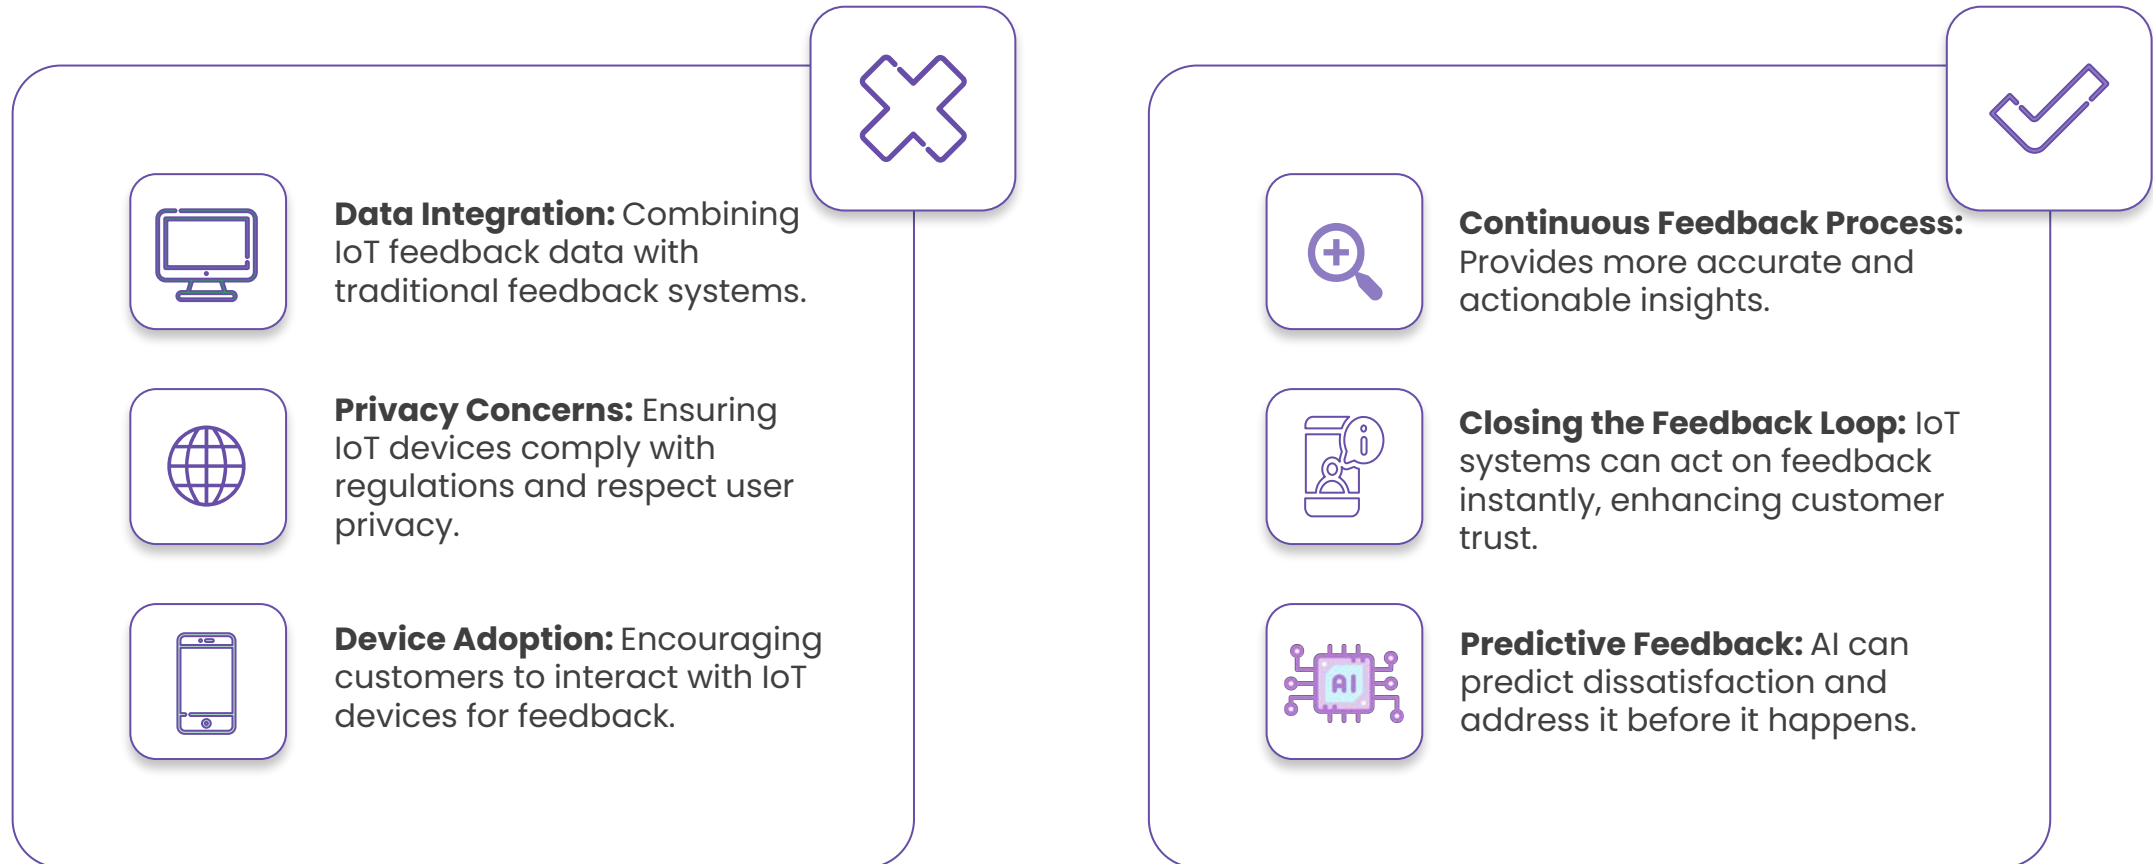 Data Integration: Combining
IoT feedback data with
traditional feedback systems.
Privacy Concerns: Ensuring
IoT devices comply with
regulations and respect user
privacy.
Device Adoption: Encouraging
customers to interact with IoT
devices for feedback.
Continuous Feedback Process:
Provides more accurate and
actionable insights.
Closing the Feedback Loop: IoT
systems can act on feedback
instantly, enhancing customer
trust.
AI
Predictive Feedback: AI can
predict dissatisfaction and
address it before it happens.